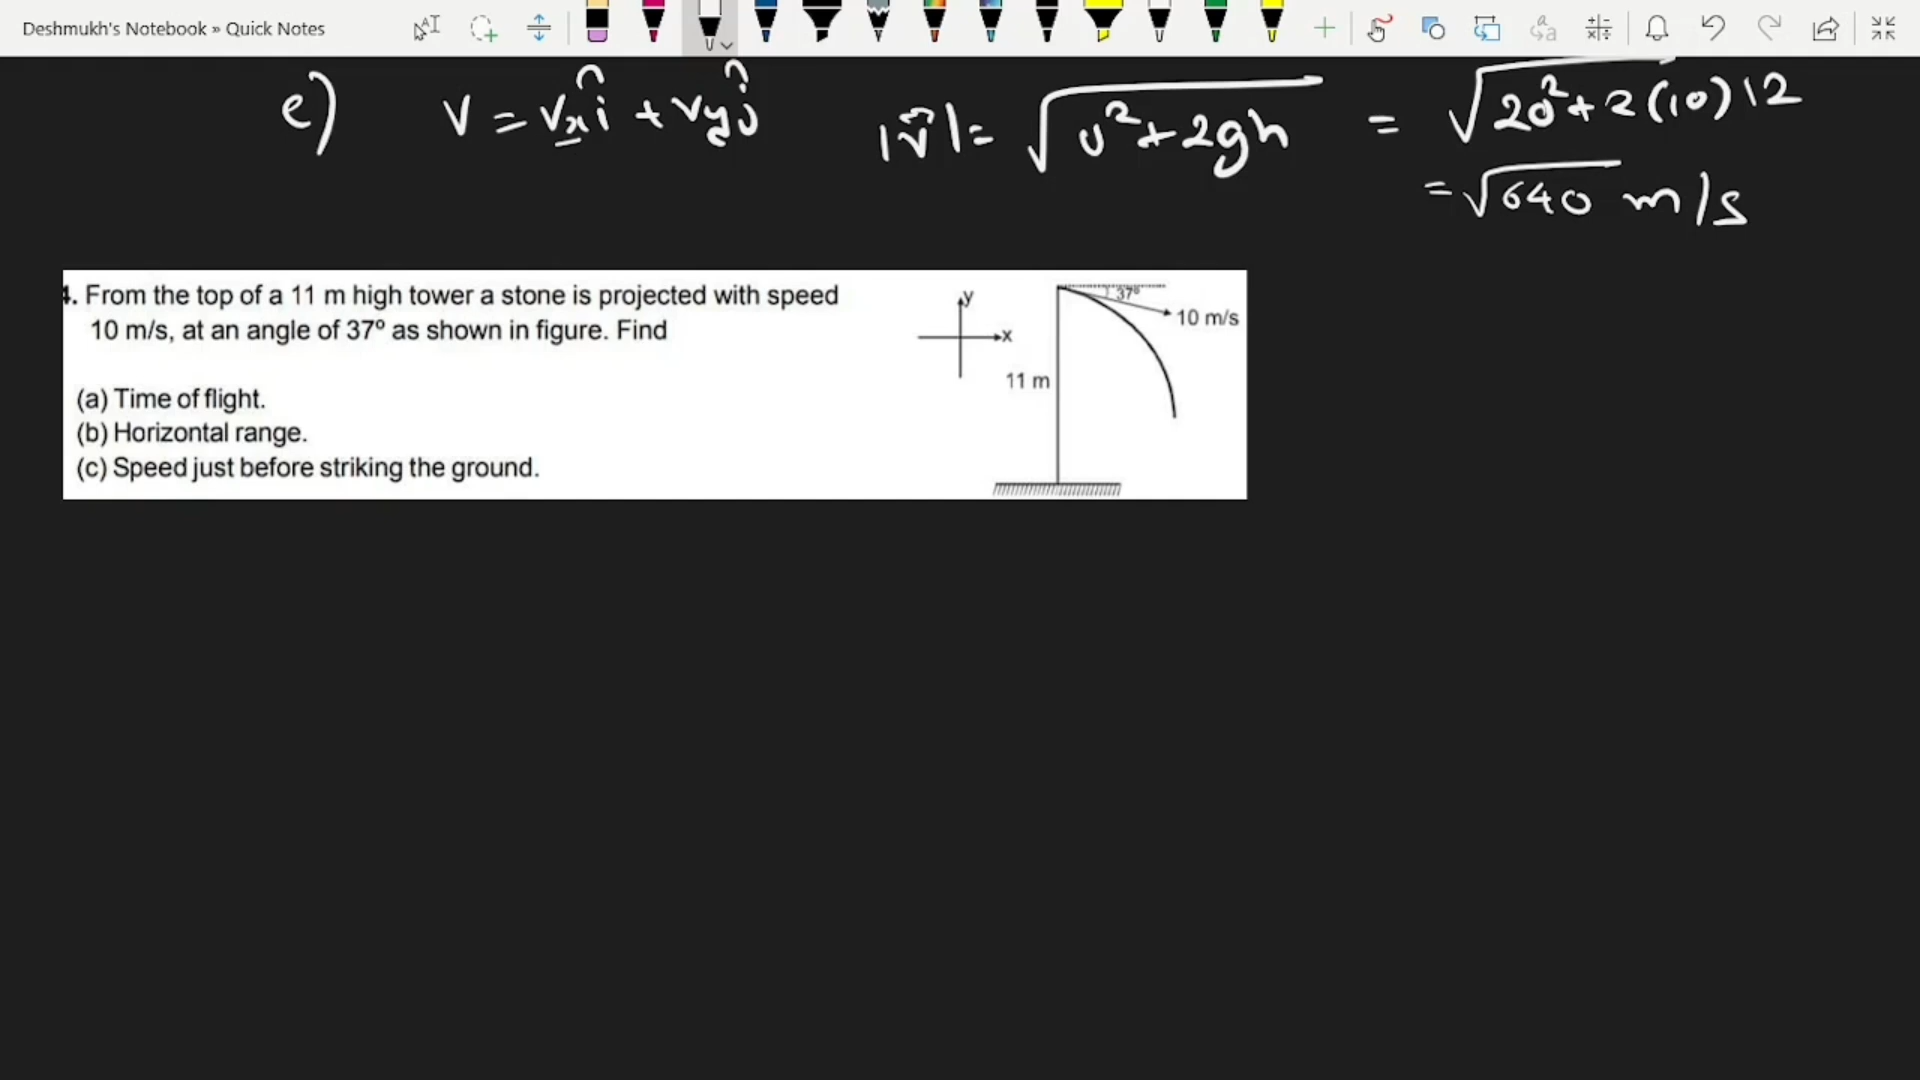 Deshmukh's Notebook » Quick Notes
e) V = vxî + vyĵ |v̂| = √u²+2gh = √20²+2(10)12
= √640 m/s
4. From the top of a 11 m high tower a stone is projected with speed
10 m/s, at an angle of 37º as shown in figure. Find
(a) Time of flight.
(b) Horizontal range.
(c) Speed just before striking the ground.
y
x
37º
10 m/s
11 m